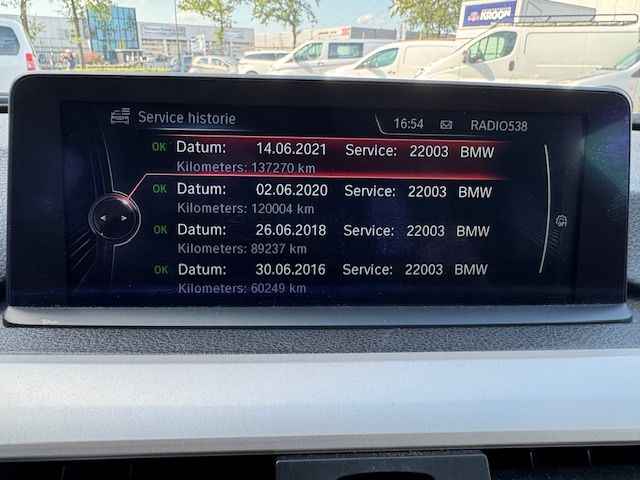 KROON
Service historie
16:54 RADIO538
OK Datum: 14.06.2021 Service: 22003 BMW
Kilometers: 137270 km
OK Datum: 02.06.2020 Service: 22003 BMW
Kilometers: 120004 km
OK Datum: 26.06.2018 Service: 22003 BMW
Kilometers: 89237 km
OK Datum: 30.06.2016 Service: 22003 BMW
Kilometers: 60249 km